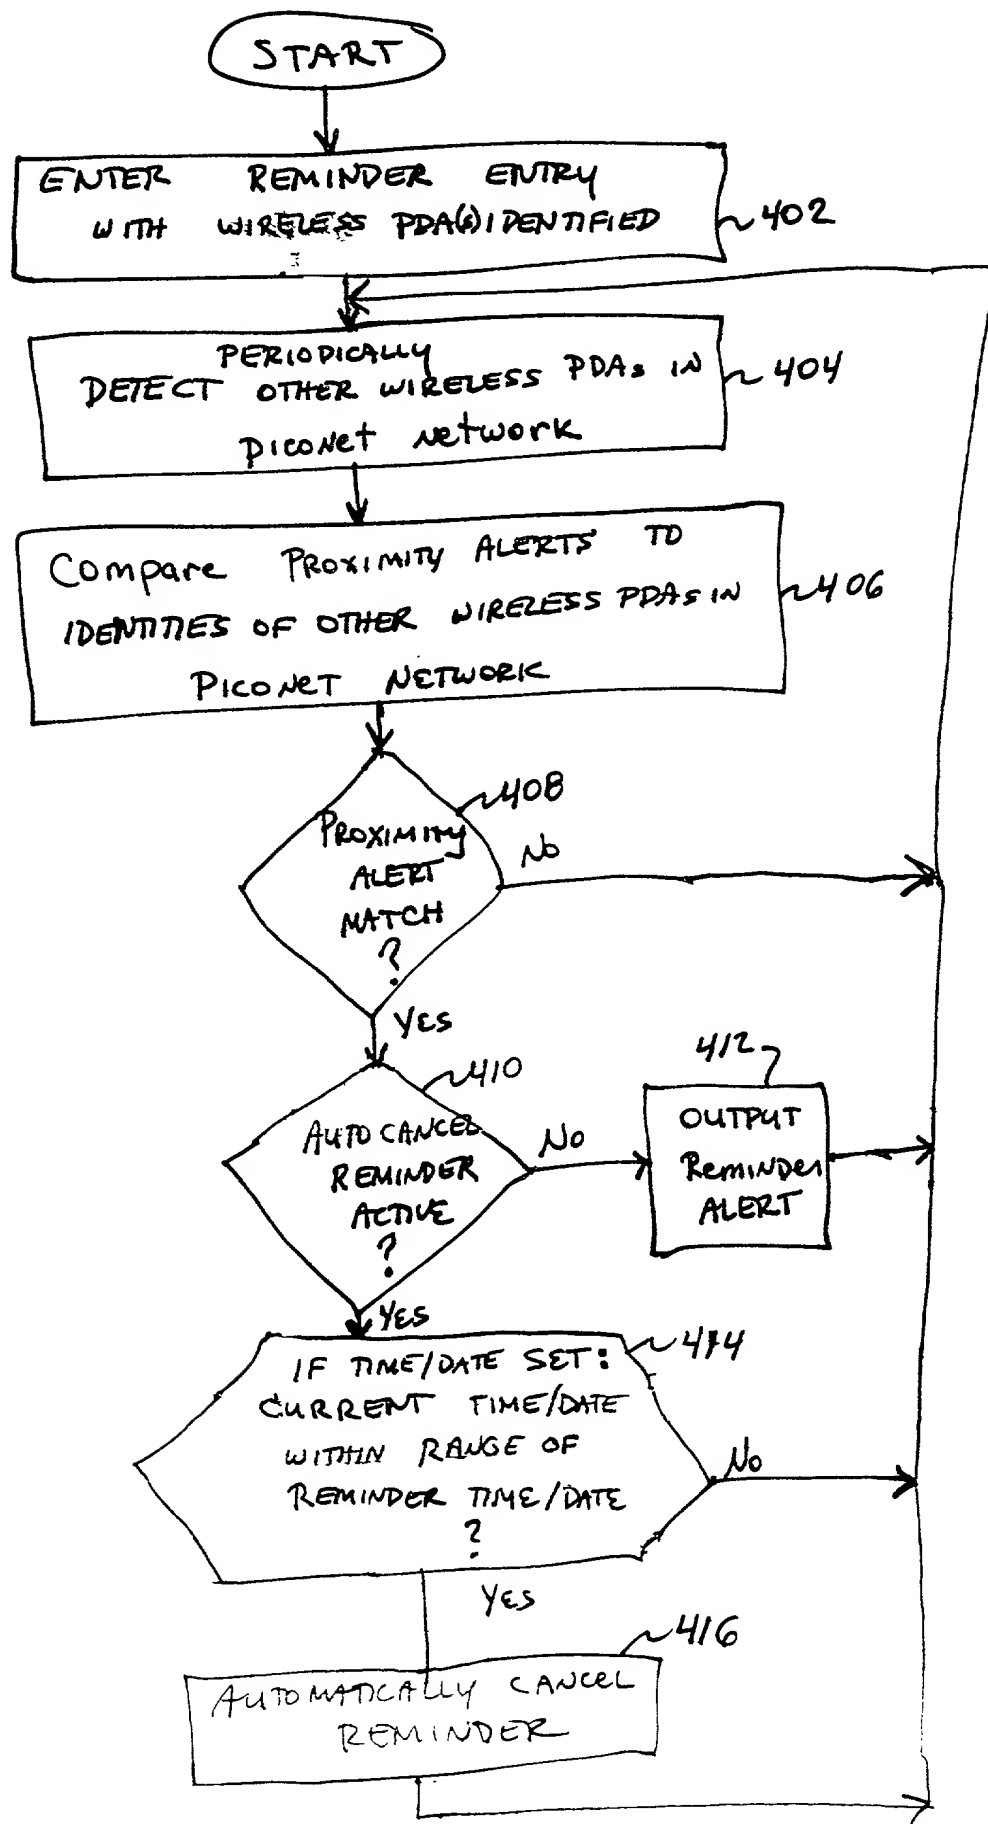 START
ENTER REMINDER ENTRY
WITH WIRELESS PDA(s) IDENTIFIED
402
PERIODICALLY
DETECT OTHER WIRELESS PDAs IN
PICONET NETWORK
404
Compare PROXIMITY ALERTS TO
IDENTITIES OF OTHER WIRELESS PDAs IN
PICONET NETWORK
406
408
PROXIMITY
ALERT
MATCH
?
No
YES
410
AUTO CANCEL
REMINDER
ACTIVE
?
No
412
OUTPUT
Reminder
ALERT
YES
414
IF TIME/DATE SET:
CURRENT TIME/DATE
WITHIN RANGE OF
REMINDER TIME/DATE
?
No
YES
416
AUTOMATICALLY CANCEL
REMINDER